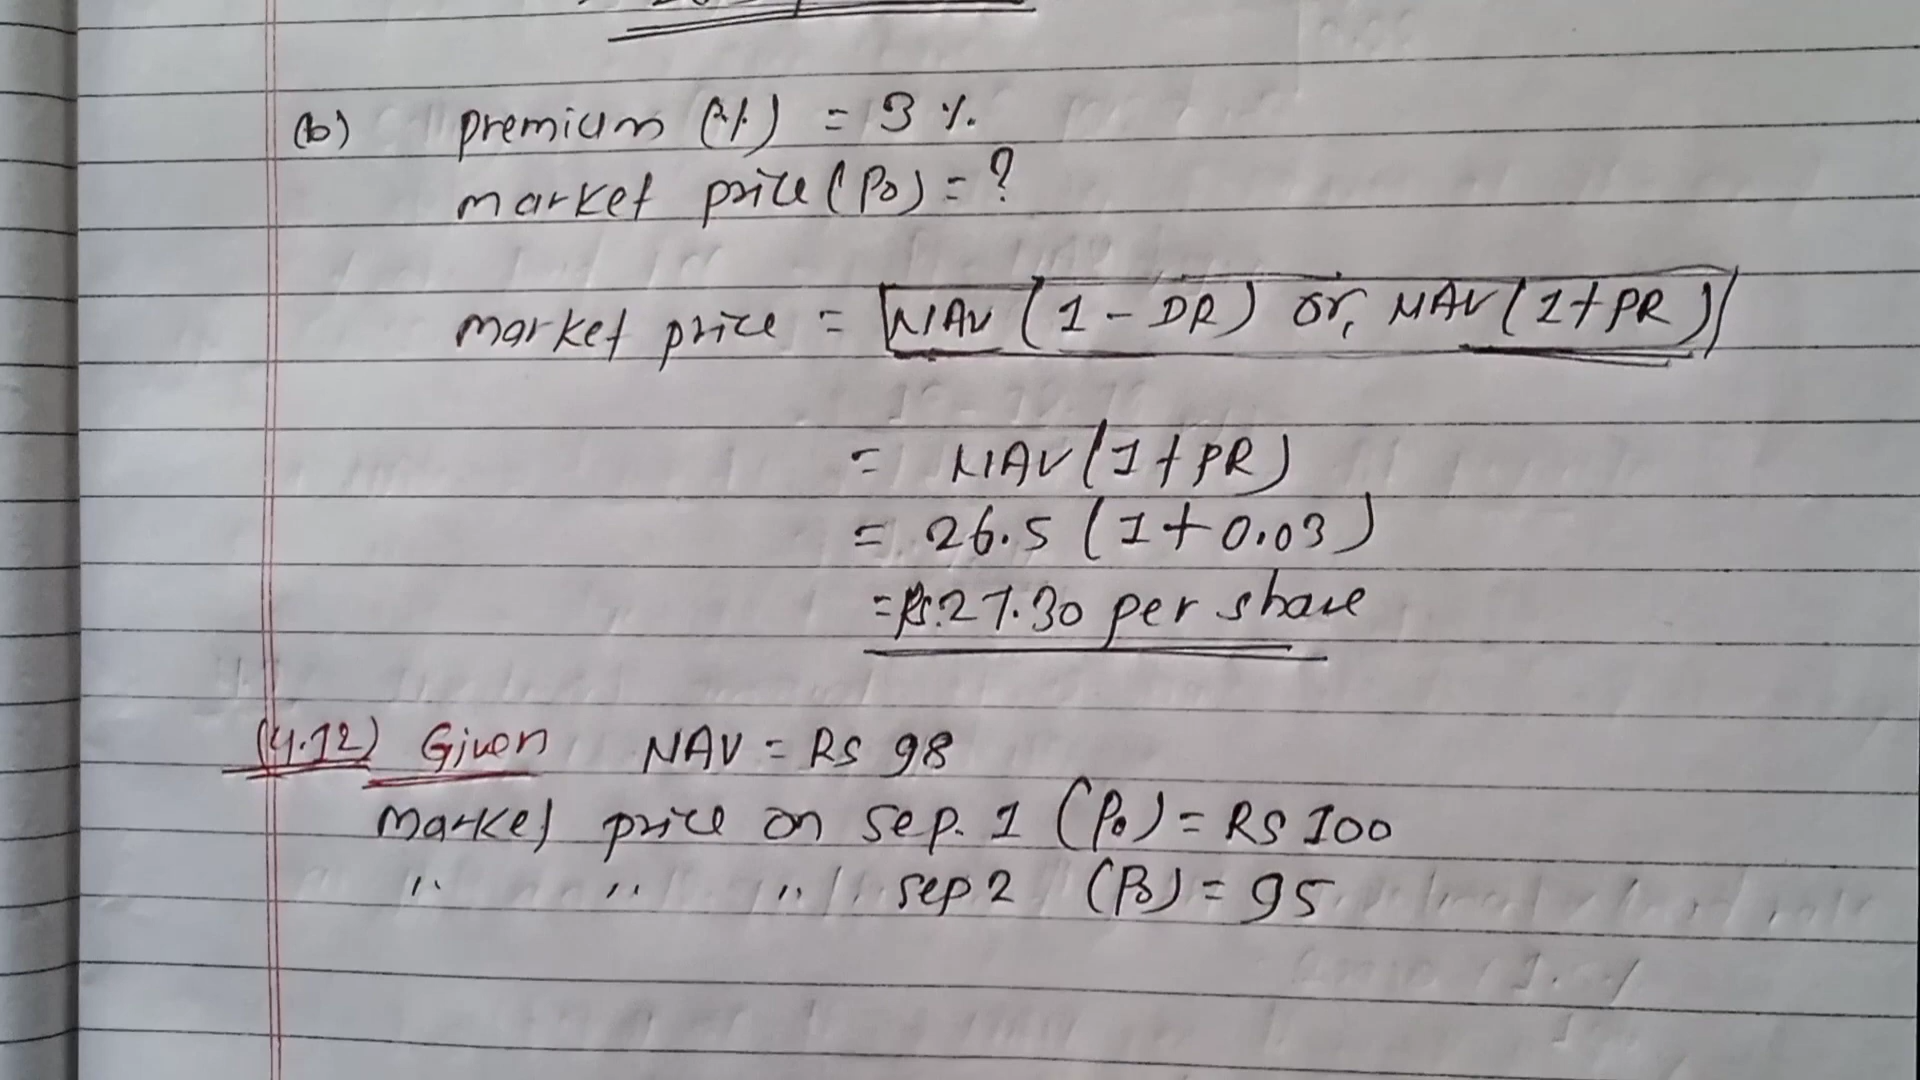 (b) premium (%) = 3 %.
market price (P0) = ?
market price = NAV (1 - DR) or, NAV (1 + PR)
= NAV (1 + PR)
= 26.5 (1 + 0.03)
= Rs.27.30 per share
(4.12) Given NAV = RS 98
Market price on sep. 1 (P0) = RS 100
" " " sep 2 (P0) = 95